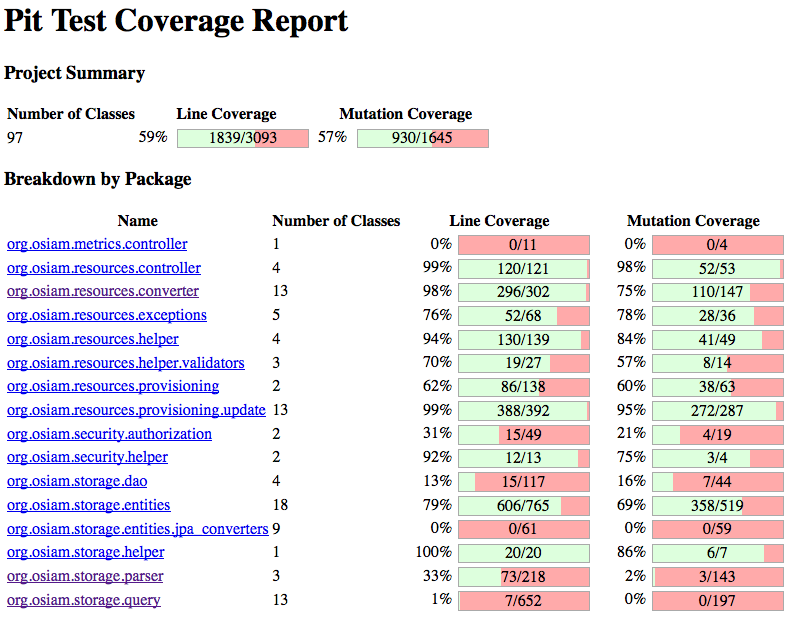 Pit Test Coverage Report
Project Summary
Number of Classes Line Coverage Mutation Coverage
97 59% 1839/3093 57% 930/1645
Breakdown by Package
Name Number of Classes Line Coverage Mutation Coverage
org.osiam.metrics.controller 1 0% 0/11 0% 0/4
org.osiam.resources.controller 4 99% 120/121 98% 52/53
org.osiam.resources.converter 13 98% 296/302 75% 110/147
org.osiam.resources.exceptions 5 76% 52/68 78% 28/36
org.osiam.resources.helper 4 94% 130/139 84% 41/49
org.osiam.resources.helper.validators 3 70% 19/27 57% 8/14
org.osiam.resources.provisioning 2 62% 86/138 60% 38/63
org.osiam.resources.provisioning.update 13 99% 388/392 95% 272/287
org.osiam.security.authorization 2 31% 15/49 21% 4/19
org.osiam.security.helper 2 92% 12/13 75% 3/4
org.osiam.storage.dao 4 13% 15/117 16% 7/44
org.osiam.storage.entities 18 79% 606/765 69% 358/519
org.osiam.storage.entities.jpa_converters 9 0% 0/61 0% 0/59
org.osiam.storage.helper 1 100% 20/20 86% 6/7
org.osiam.storage.parser 3 33% 73/218 2% 3/143
org.osiam.storage.query 13 1% 7/652 0% 0/197